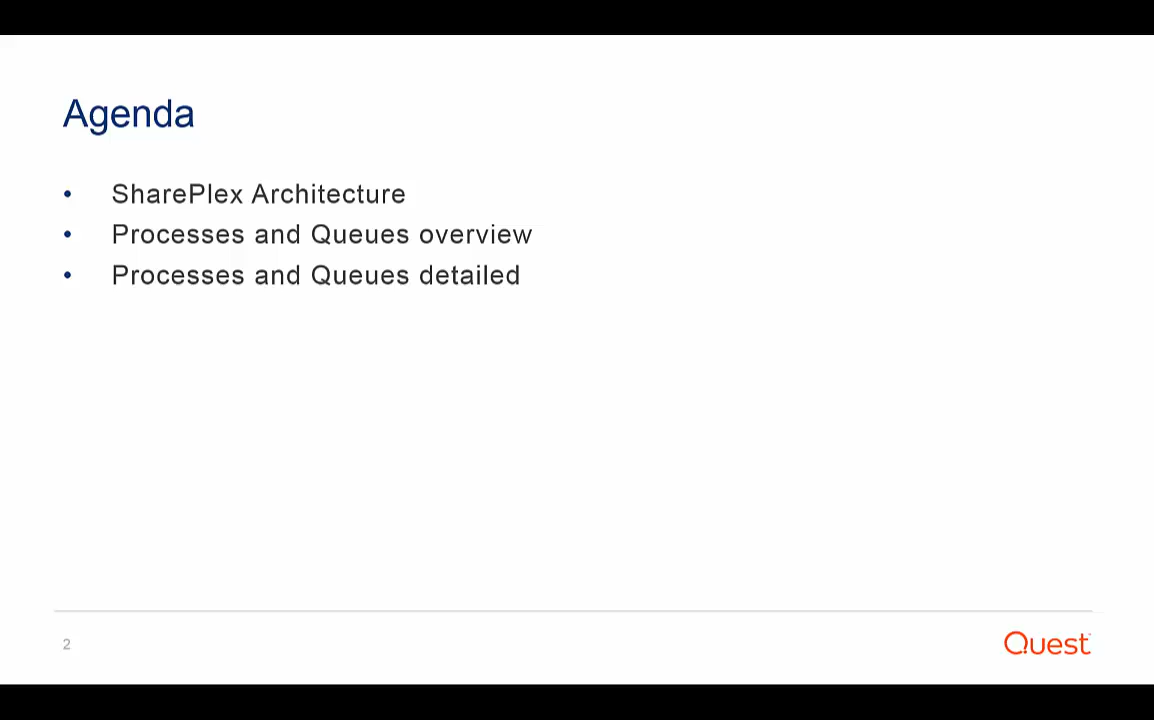 Agenda
• SharePlex Architecture
• Processes and Queues overview
• Processes and Queues detailed
2
Quest